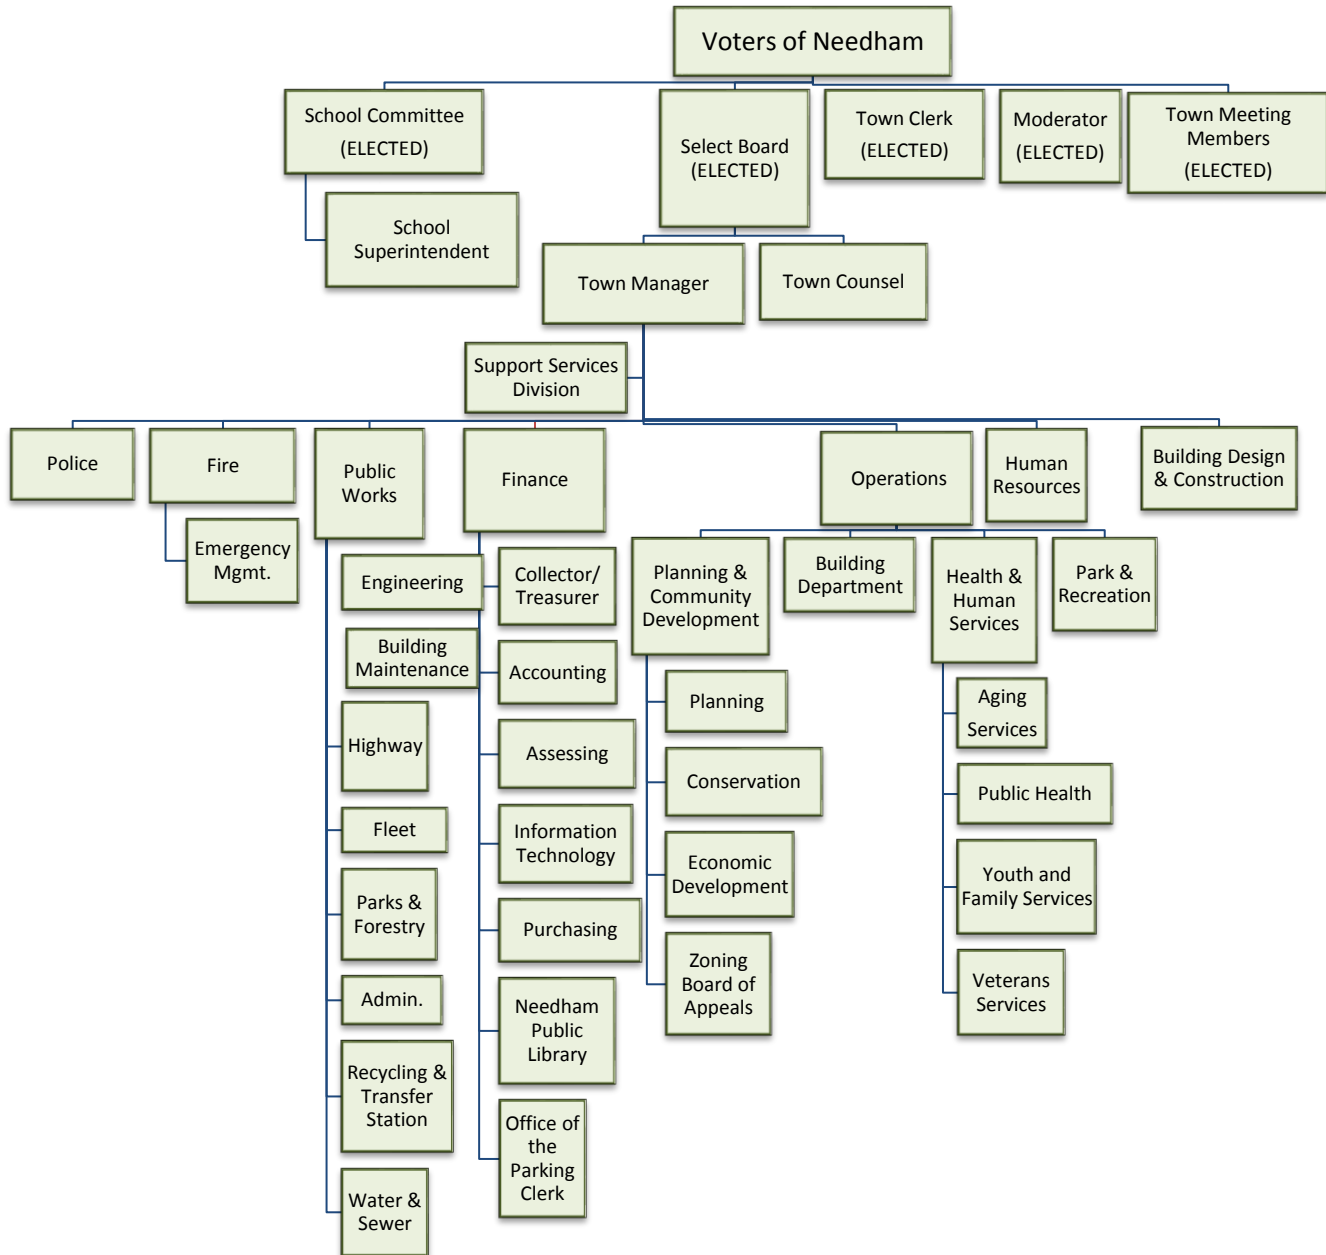 Voters of Needham
School Committee
(ELECTED)
Select Board
(ELECTED)
Town Clerk
(ELECTED)
Moderator
(ELECTED)
Town Meeting
Members
(ELECTED)
School
Superintendent
Town Manager
Town Counsel
Support Services
Division
Police
Fire
Public
Works
Finance
Operations
Human
Resources
Building Design
& Construction
Emergency
Mgmt.
Engineering
Building
Maintenance
Highway
Fleet
Parks &
Forestry
Admin.
Recycling &
Transfer
Station
Water &
Sewer
Collector/
Treasurer
Accounting
Assessing
Information
Technology
Purchasing
Needham
Public
Library
Office of
the
Parking
Clerk
Planning &
Community
Development
Building
Department
Health &
Human
Services
Park &
Recreation
Planning
Conservation
Economic
Development
Zoning
Board of
Appeals
Aging
Services
Public Health
Youth and
Family Services
Veterans
Services